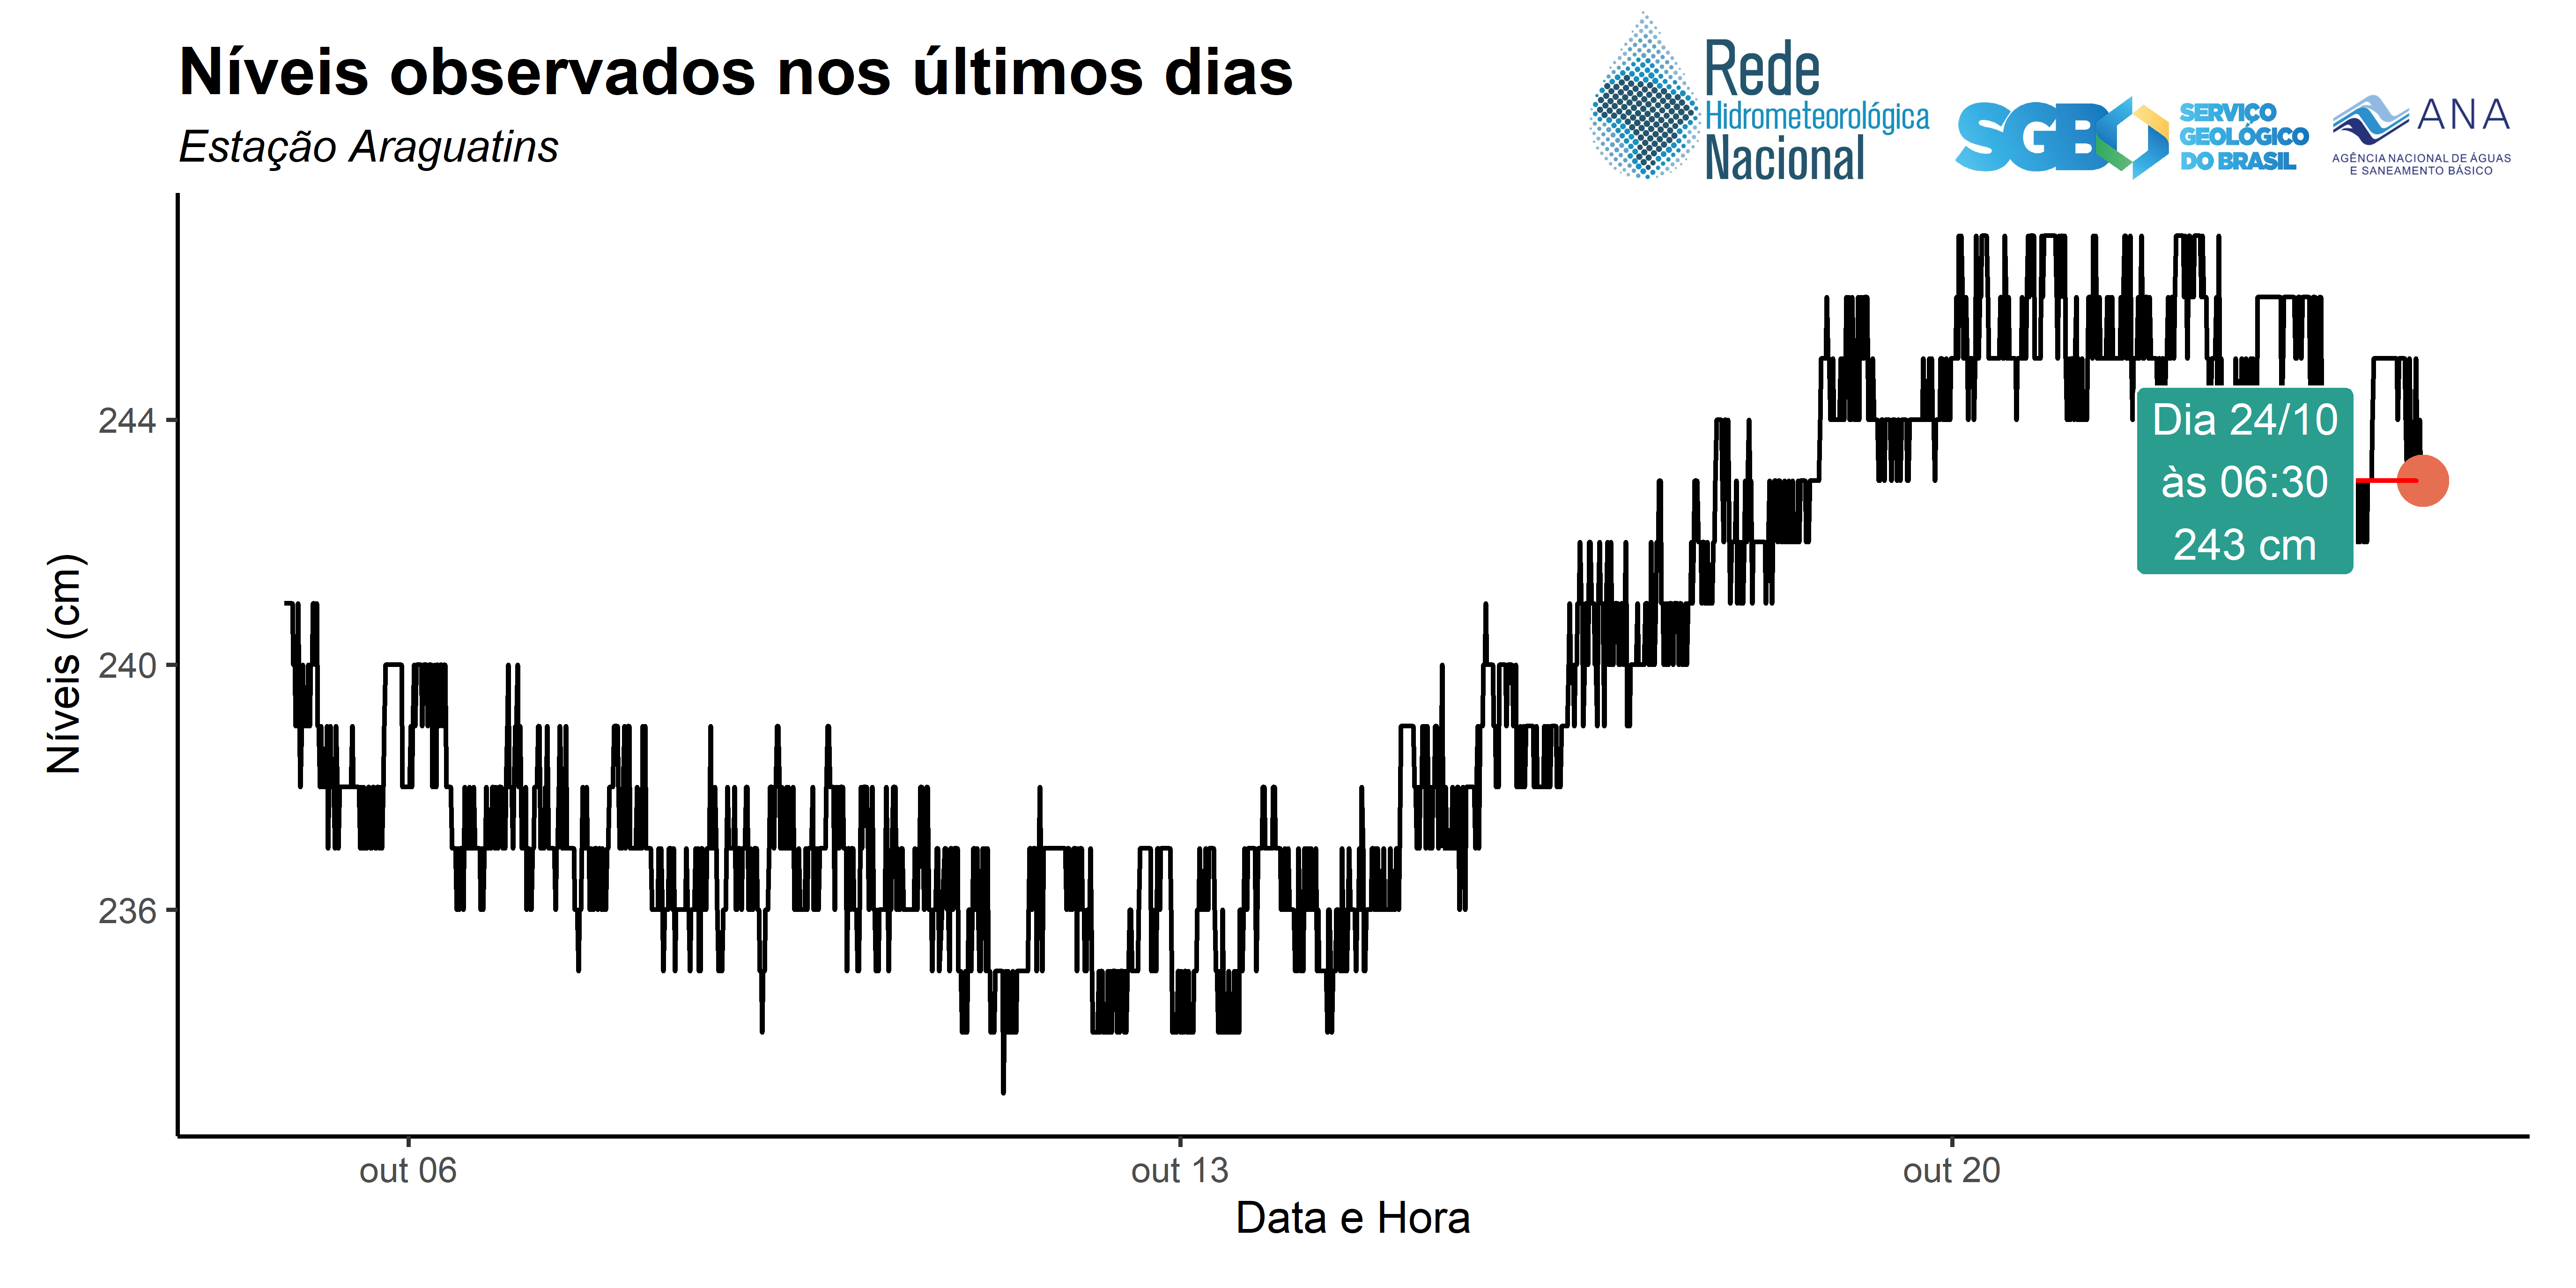 Níveis observados nos últimos dias
Estação Araguatins
Rede
Hidrometeorológica
Nacional
SGB
SERVIÇO
GEOLÓGICO
DO BRASIL
ANA
AGÊNCIA NACIONAL DE ÁGUAS
E SANEAMENTO BÁSICO
Níveis (cm)
244
240
236
Dia 24/10
às 06:30
243 cm
out 06
out 13
out 20
Data e Hora